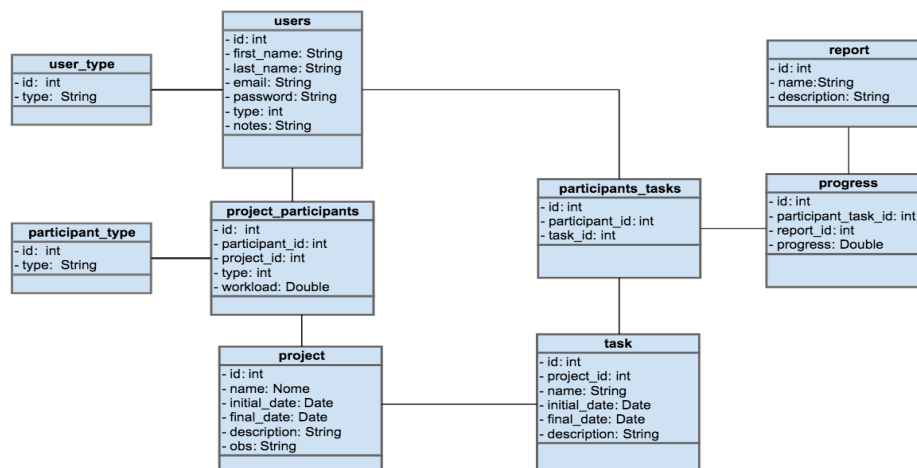 users
- id: int
- first_name: String
- last_name: String
- email: String
- password: String
- type: int
- notes: String
user_type
- id:  int
- type:  String
report
- id: int
- name:String
- description: String
participants_tasks
- id: int
- participant_id: int
- task_id: int
progress
- id: int
- participant_task_id: int
- report_id: int
- progress: Double
project_participants
- id:  int
- participant_id: int
- project_id: int
- type: int
- workload: Double
participant_type
- id:  int
- type:  String
project
- id: int
- name: Nome
- initial_date: Date
- final_date: Date
- description: String
- obs: String
task
- id: int
- project_id: int
- name: String
- initial_date: Date
- final_date: Date
- description: String